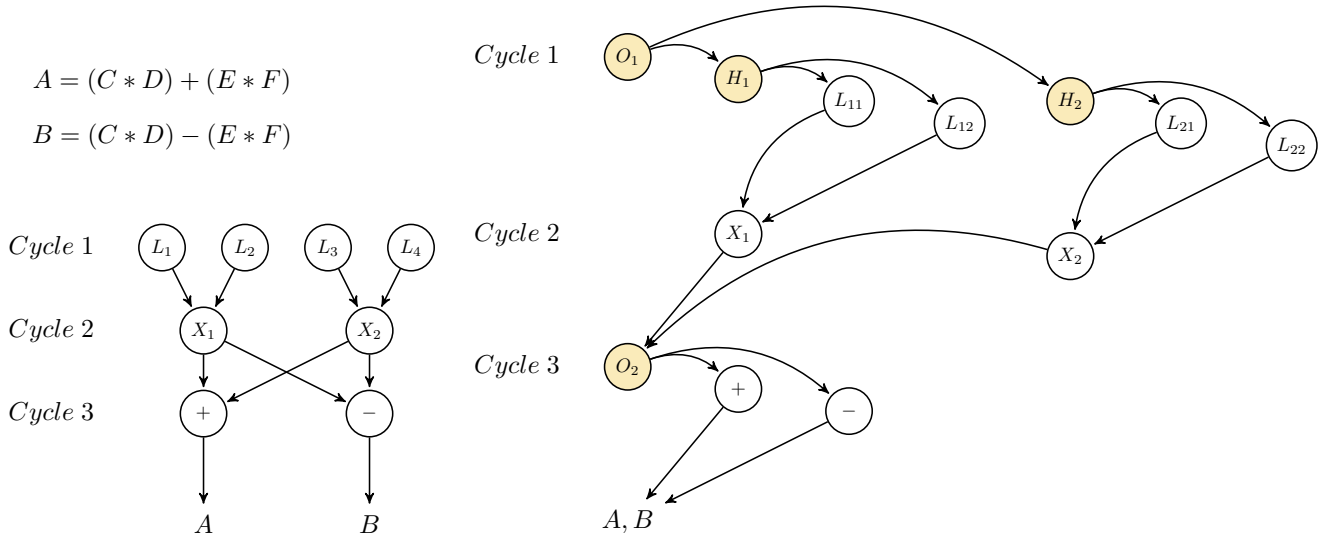 A = (C ∗ D) + (E ∗ F)
B = (C ∗ D) − (E ∗ F)
Cycle 1
L₁ L₂ L₃ L₄
Cycle 2
X₁ X₂
Cycle 3
+ −
A B
Cycle 1
O₁ H₁ H₂
L₁₁ L₁₂ L₂₁ L₂₂
Cycle 2
X₁ X₂
Cycle 3
O₂
+ −
A, B